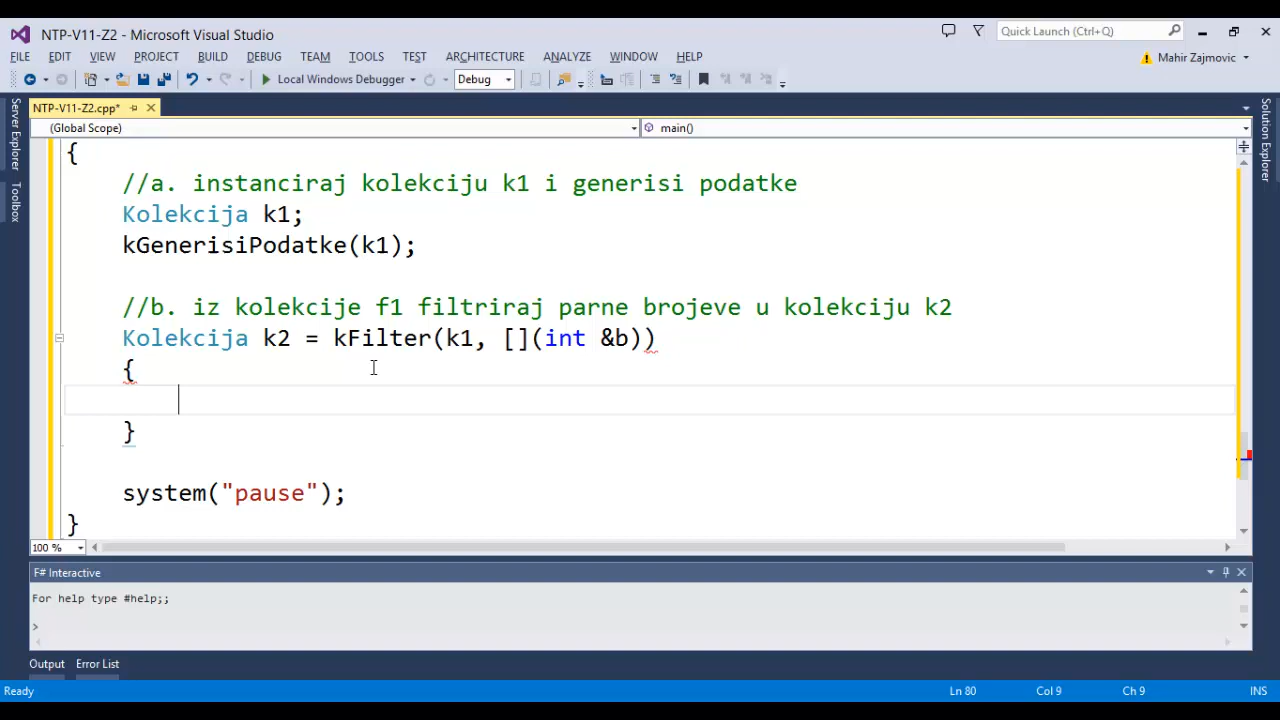 NTP-V11-Z2 - Microsoft Visual Studio
Quick Launch (Ctrl+Q)
FILE EDIT VIEW PROJECT BUILD DEBUG TEAM TOOLS TEST ARCHITECTURE ANALYZE WINDOW HELP
Mahir Zajmovic
Local Windows Debugger
Debug
NTP-V11-Z2.cpp*
(Global Scope)
main()
Server Explorer
Toolbox
Solution Explorer
{
//a. instanciraj kolekciju k1 i generisi podatke
Kolekcija k1;
kGenerisiPodatke(k1);
//b. iz kolekcije f1 filtriraj parne brojeve u kolekciju k2
Kolekcija k2 = kFilter(k1, [](int &b))
{
}
system("pause");
}
100 %
F# Interactive
For help type #help;;
>
Output Error List
Ready
Ln 80 Col 9 Ch 9 INS